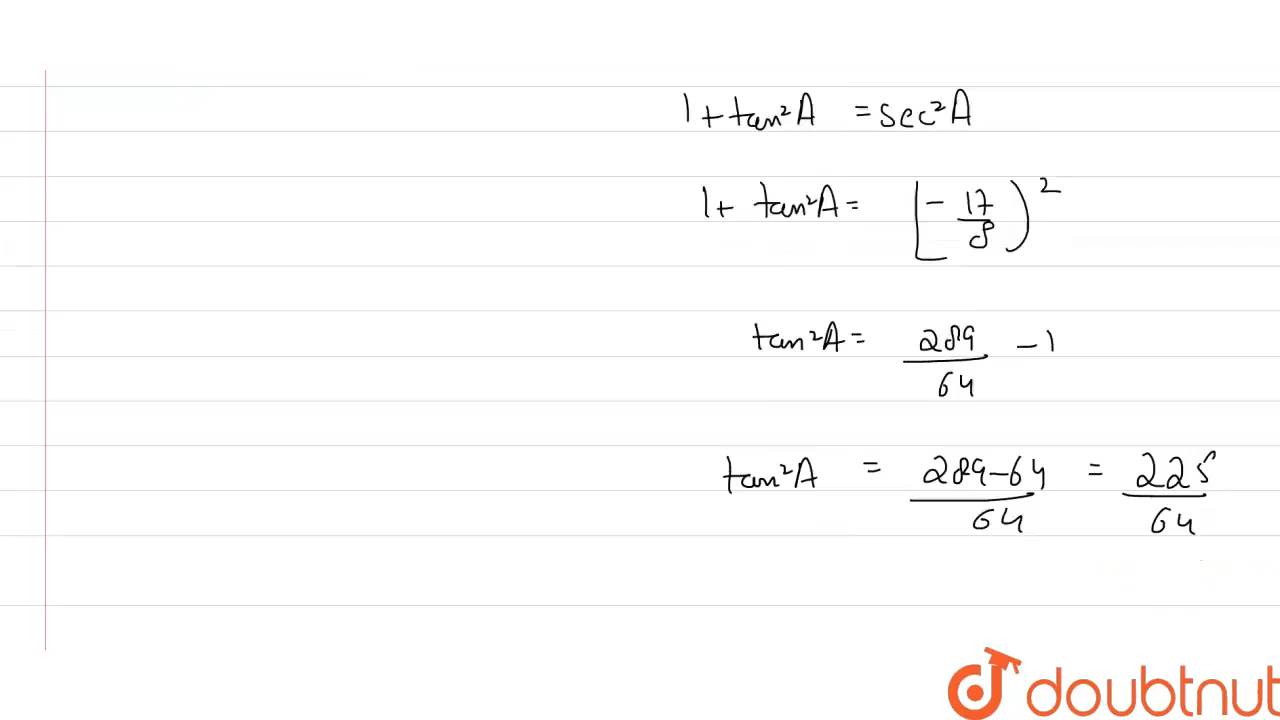 1 + tan²A = sec²A
1 + tan²A = [- 17/8)²
tan²A = 289/64 - 1
tan²A = 289-64/64 = 225/64
doubtnut